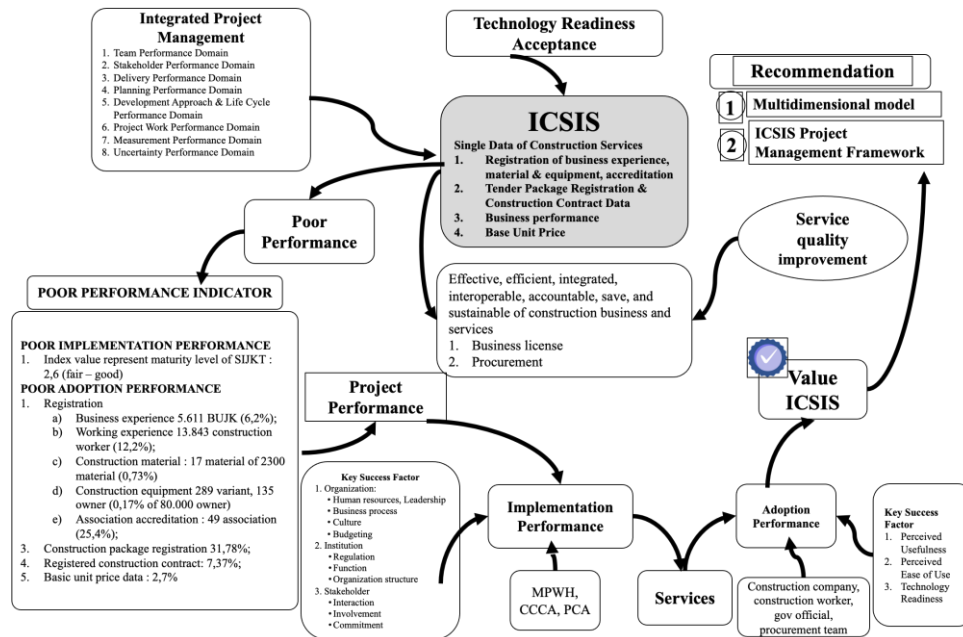 Integrated Project
Management
1. Team Performance Domain
2. Stakeholder Performance Domain
3. Delivery Performance Domain
4. Planning Performance Domain
5. Development Approach & Life Cycle
Performance Domain
6. Project Work Performance Domain
7. Measurement Performance Domain
8. Uncertainty Performance Domain
Technology Readiness
Acceptance
ICSIS
Single Data of Construction Services
1. Registration of business experience,
material & equipment, accreditation
2. Tender Package Registration &
Construction Contract Data
3. Business performance
4. Base Unit Price
Recommendation
1 Multidimensional model
2 ICSIS Project
Management Framework
Poor
Performance
Service
quality
improvement
Effective, efficient, integrated,
interoperable, accountable, save, and
sustainable of construction business and
services
1. Business license
2. Procurement
POOR PERFORMANCE INDICATOR
POOR IMPLEMENTATION PERFORMANCE
1. Index value represent maturity level of SIJKT :
2,6 (fair – good)
POOR ADOPTION PERFORMANCE
1. Registration
a) Business experience 5.611 BUJK (6,2%);
b) Working experience 13.843 construction
worker (12,2%);
c) Construction material : 17 material of 2300
material (0,73%)
d) Construction equipment 289 variant, 135
owner (0,17% of 80.000 owner)
e) Association accreditation : 49 association
(25,4%);
3. Construction package registration 31,78%;
4. Registered construction contract: 7,37%;
5. Basic unit price data : 2,7%
Project
Performance
Value
ICSIS
Key Success Factor
1. Organization:
• Human resources, Leadership
• Business process
• Culture
• Budgeting
2. Institution
• Regulation
• Function
• Organization structure
3. Stakeholder
• Interaction
• Involvement
• Commitment
Implementation
Performance
MPWH,
CCCA, PCA
Services
Adoption
Performance
Construction company,
construction worker,
gov official,
procurement team
Key Success
Factor
1. Perceived
Usefulness
2. Perceived
Ease of Use
3. Technology
Readiness